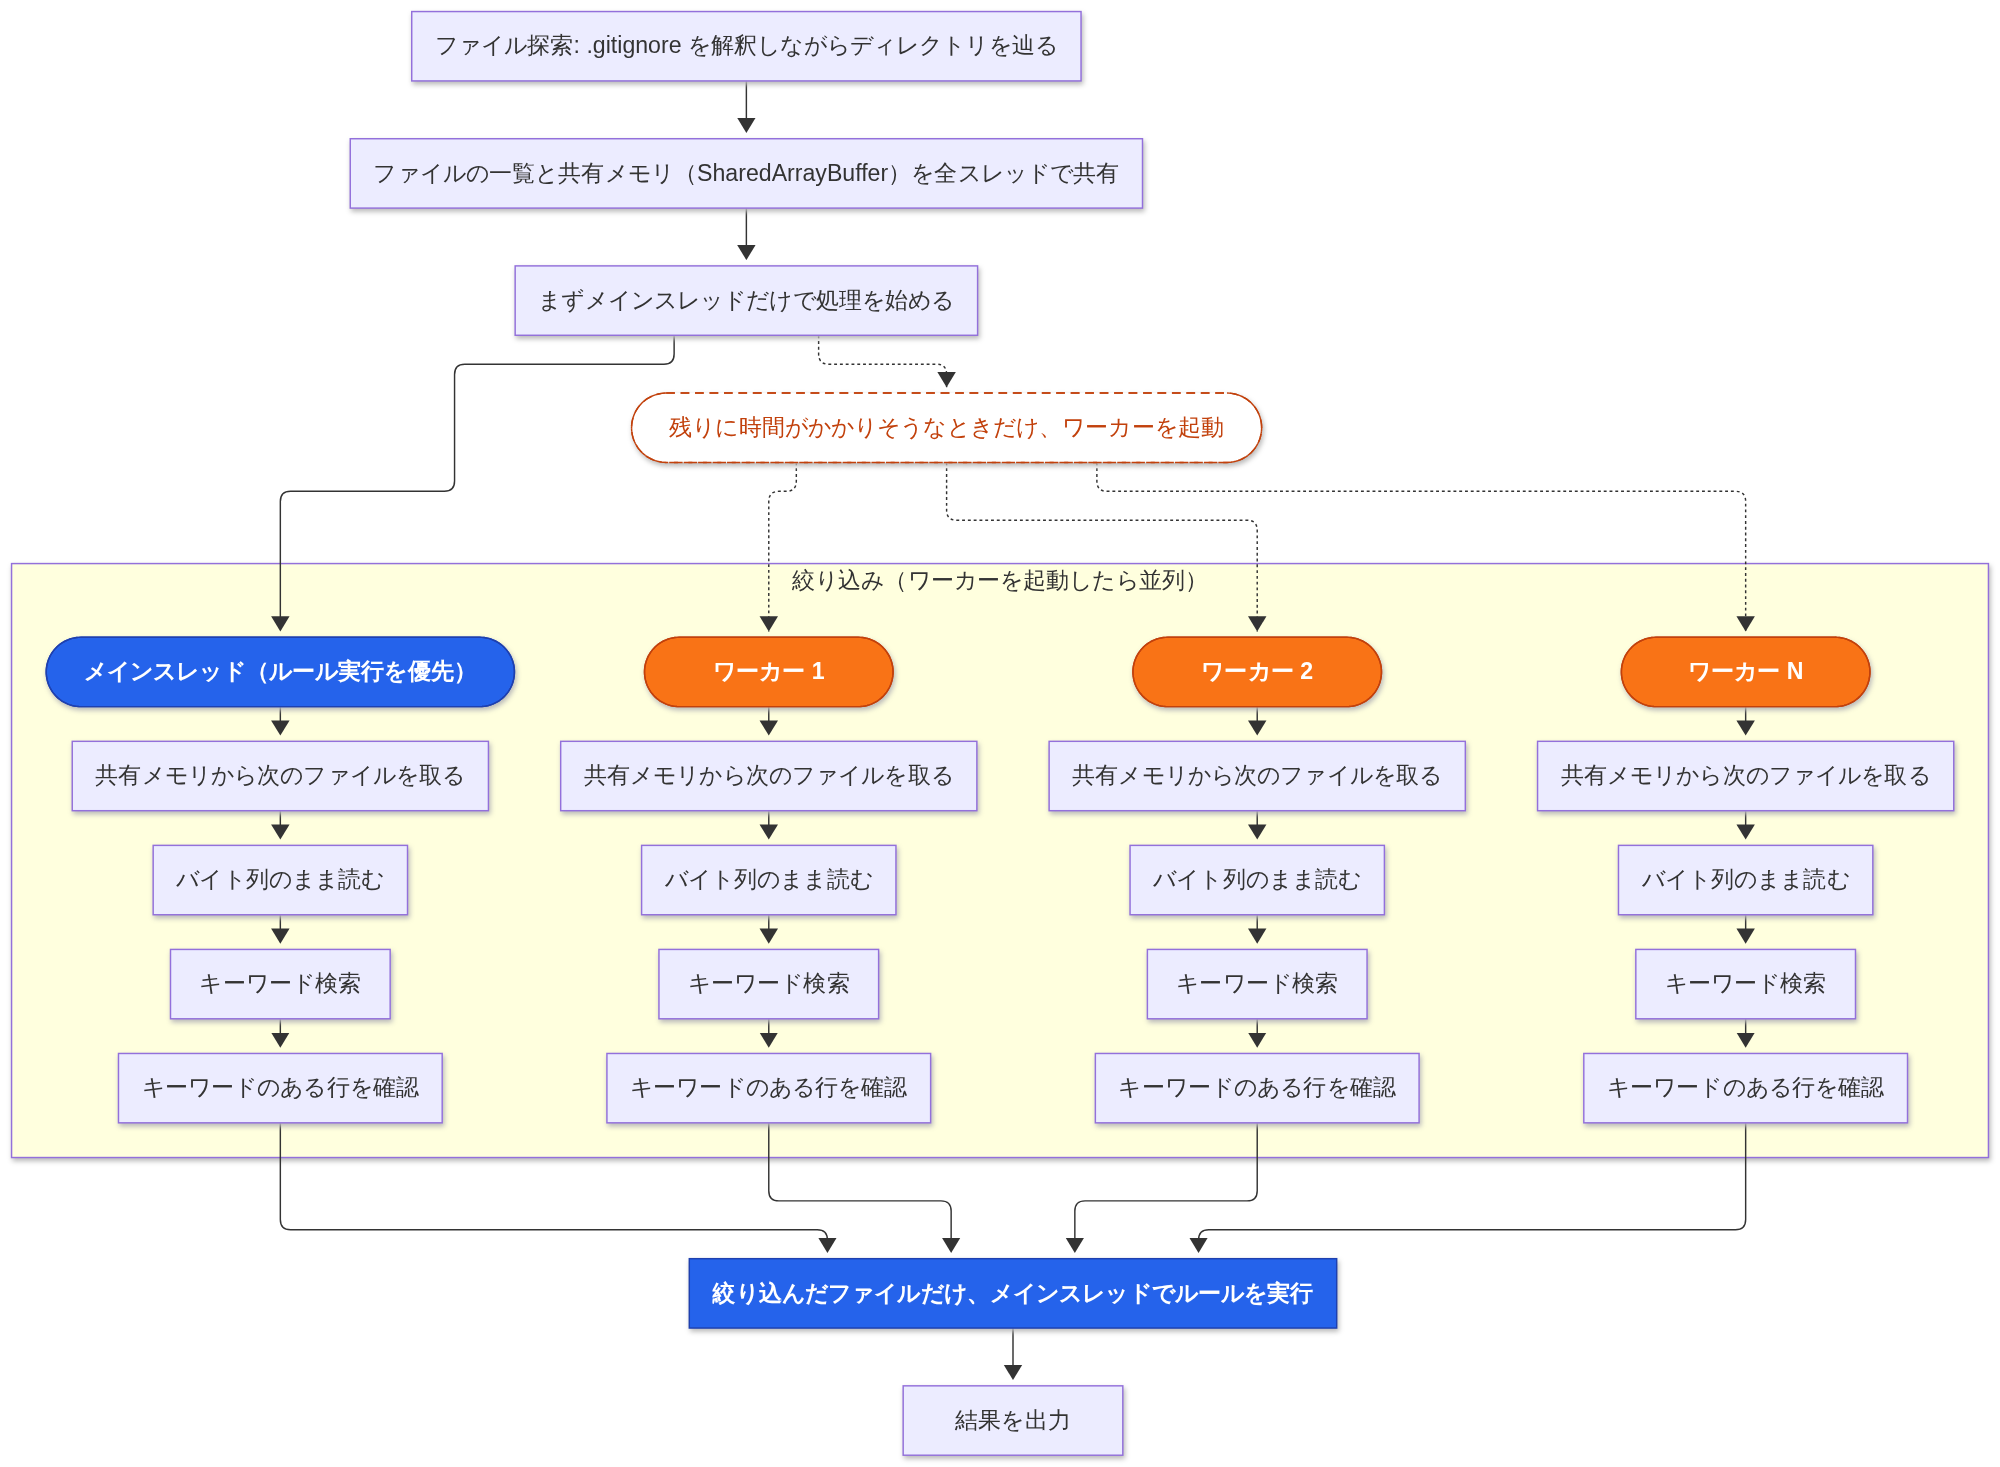 ファイル探索: .gitignore を解釈しながらディレクトリを辿る
ファイルの一覧と共有メモリ（SharedArrayBuffer）を全スレッドで共有
まずメインスレッドだけで処理を始める
残りに時間がかかりそうなときだけ、ワーカーを起動
絞り込み（ワーカーを起動したら並列）
メインスレッド（ルール実行を優先）
ワーカー 1
ワーカー 2
ワーカー N
共有メモリから次のファイルを取る
共有メモリから次のファイルを取る
共有メモリから次のファイルを取る
共有メモリから次のファイルを取る
バイト列のまま読む
バイト列のまま読む
バイト列のまま読む
バイト列のまま読む
キーワード検索
キーワード検索
キーワード検索
キーワード検索
キーワードのある行を確認
キーワードのある行を確認
キーワードのある行を確認
キーワードのある行を確認
絞り込んだファイルだけ、メインスレッドでルールを実行
結果を出力